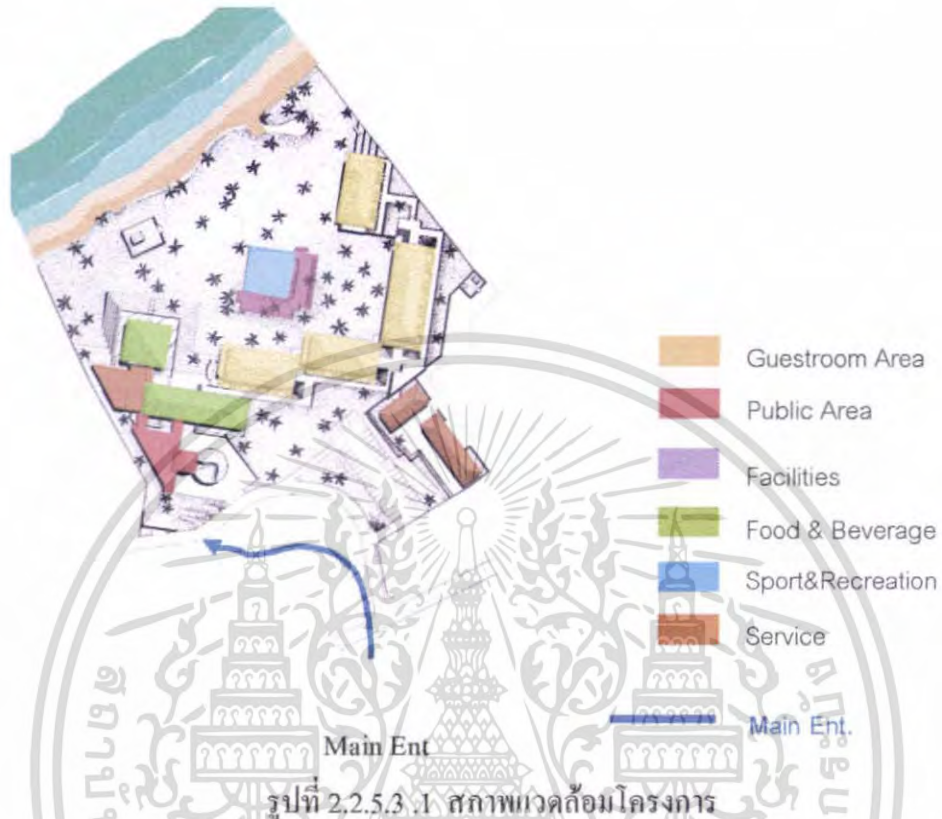 Guestroom Area
Public Area
Facilities
Food & Beverage
Sport&Recreation
Service
Main Ent.
Main Ent
รูปที่ 2.2.5.3 .1 สภาพแวดล้อมโครงการ